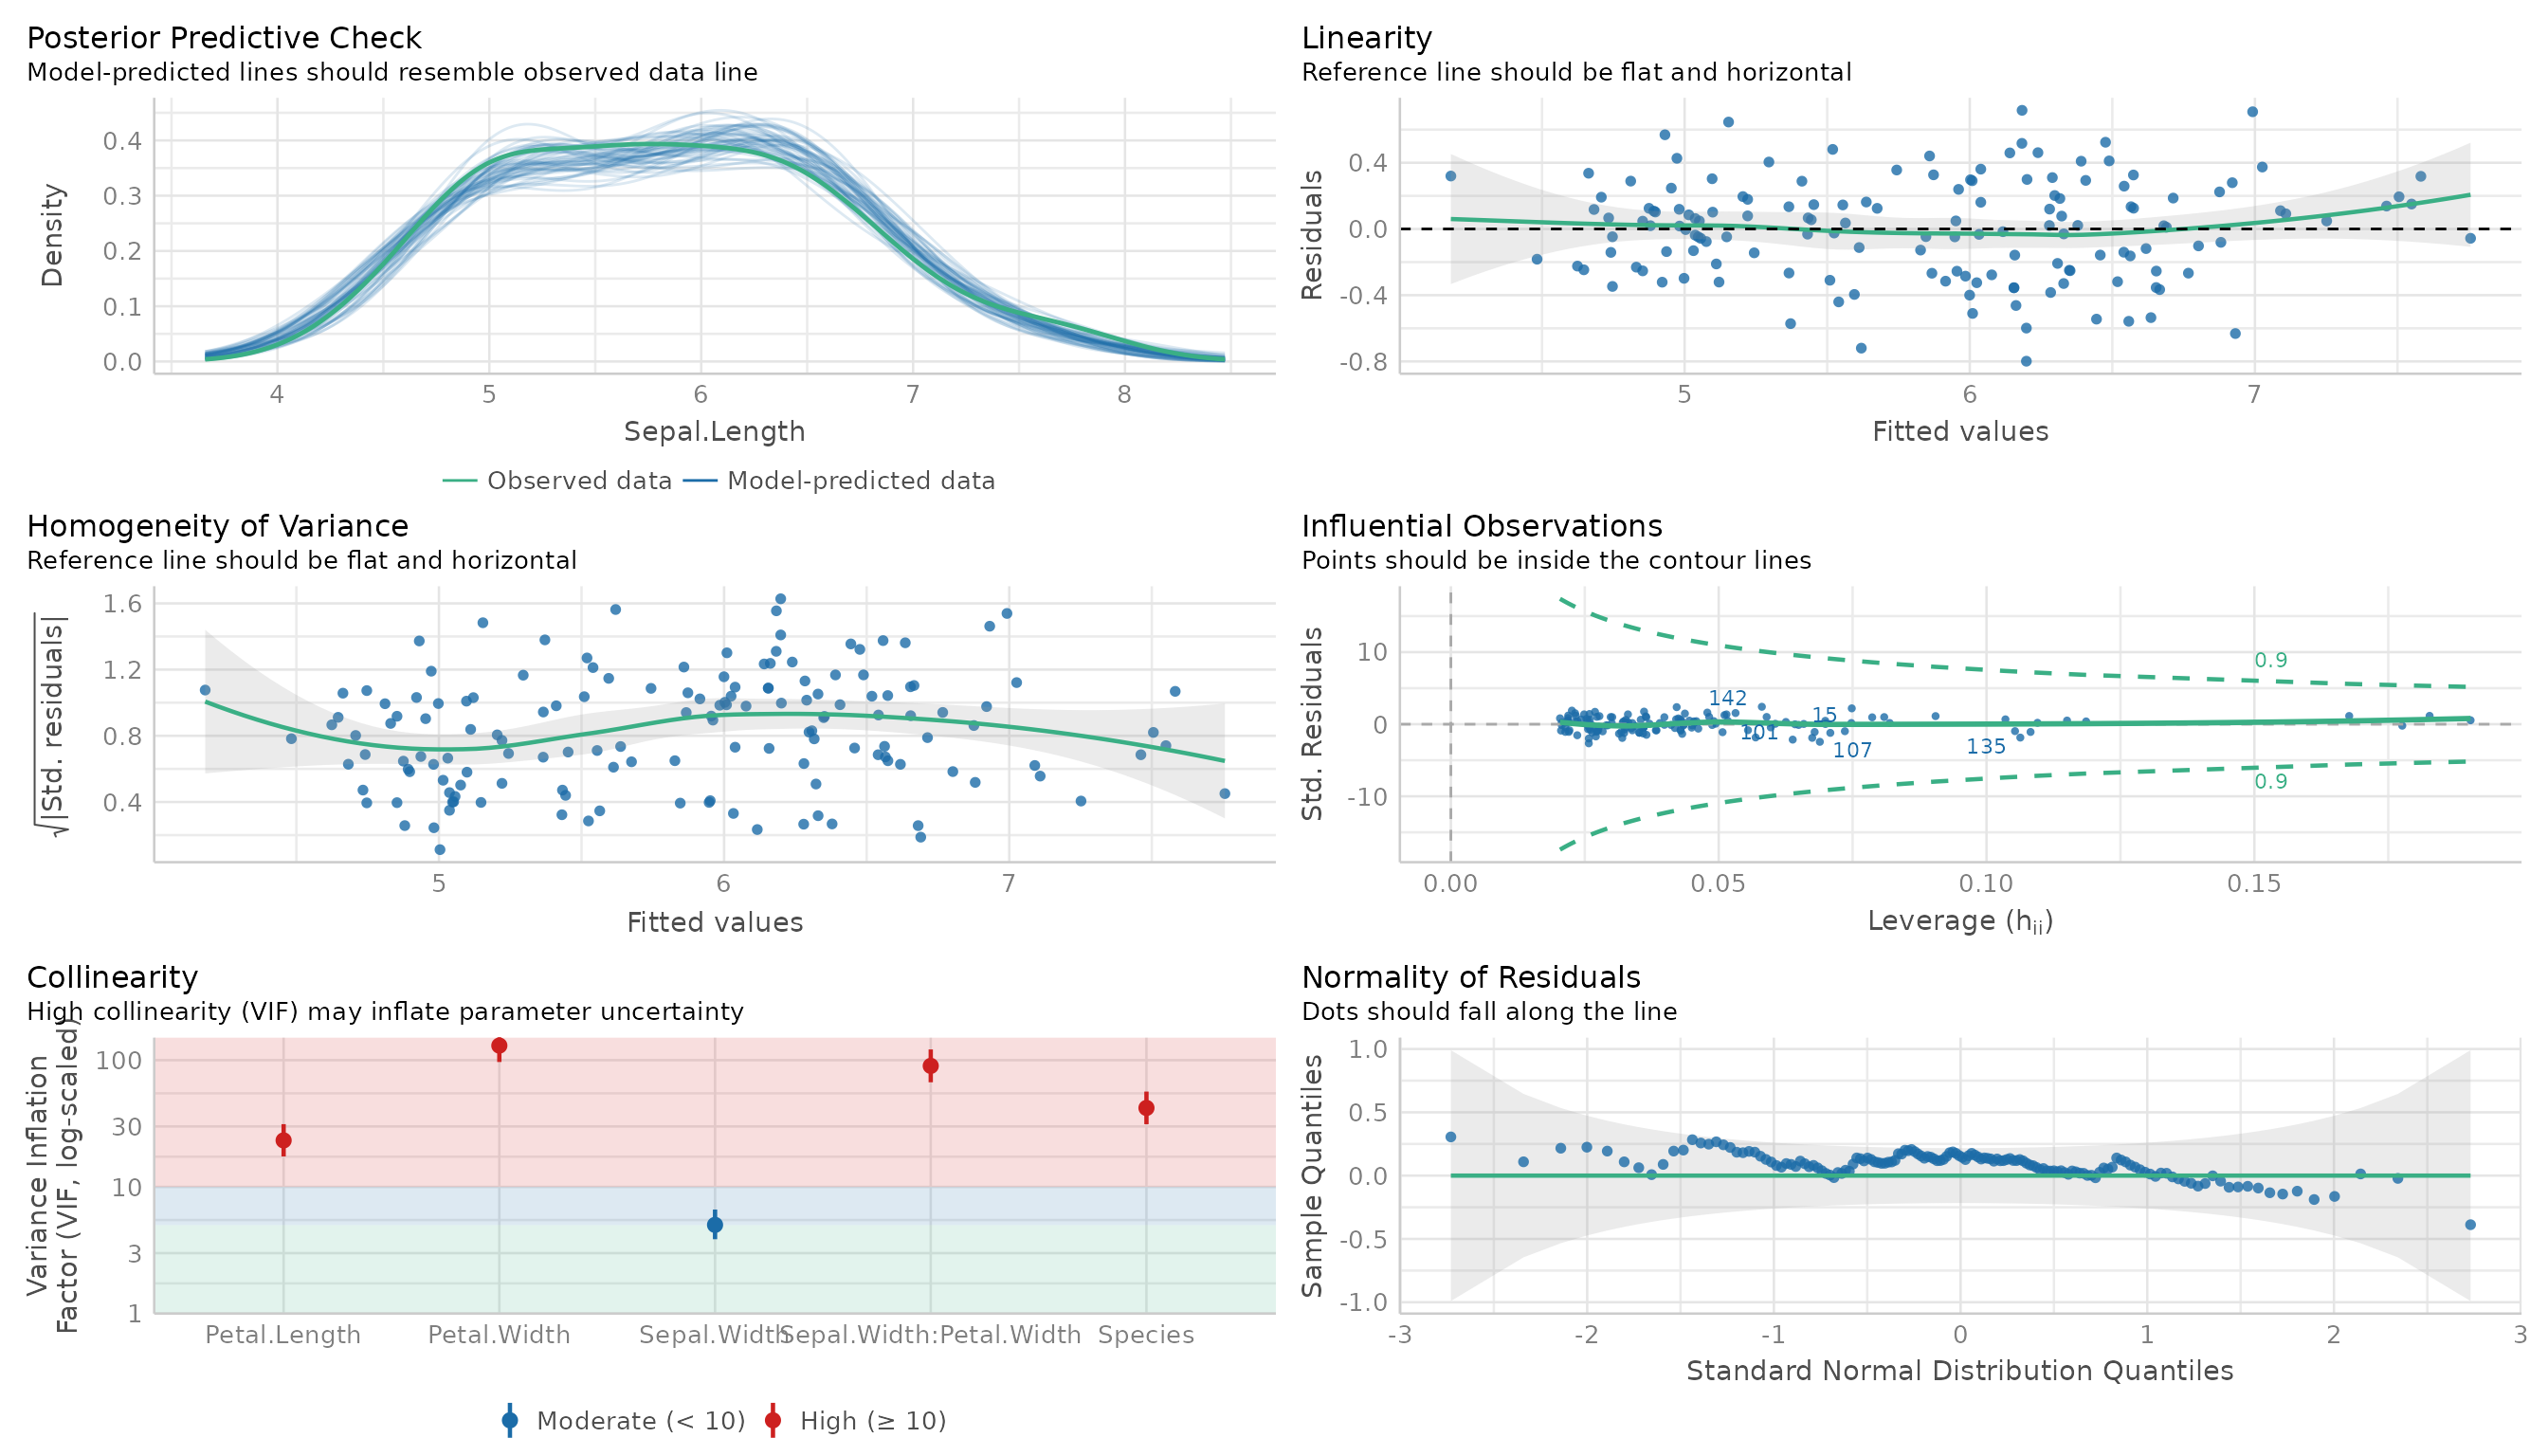 Posterior Predictive Check
Model-predicted lines should resemble observed data line
Density
0.4
0.3
0.2
0.1
0.0
4 5 6 7 8
Sepal.Length
Observed data Model-predicted data
Linearity
Reference line should be flat and horizontal
Residuals
0.4
0.0
-0.4
-0.8
5 6 7
Fitted values
Homogeneity of Variance
Reference line should be flat and horizontal
√|Std. residuals|
1.6
1.2
0.8
0.4
5 6 7
Fitted values
Influential Observations
Points should be inside the contour lines
Std. Residuals
10
0
-10
0.9
142
15
101
107
135
0.9
0.00 0.05 0.10 0.15
Leverage (hii)
Collinearity
High collinearity (VIF) may inflate parameter uncertainty
Variance Inflation
Factor (VIF, log-scaled)
100
30
10
3
1
Petal.Length Petal.Width Sepal.Width Sepal.Width:Petal.Width Species
Moderate (< 10) High (≥ 10)
Normality of Residuals
Dots should fall along the line
Sample Quantiles
1.0
0.5
0.0
-0.5
-1.0
-3 -2 -1 0 1 2 3
Standard Normal Distribution Quantiles